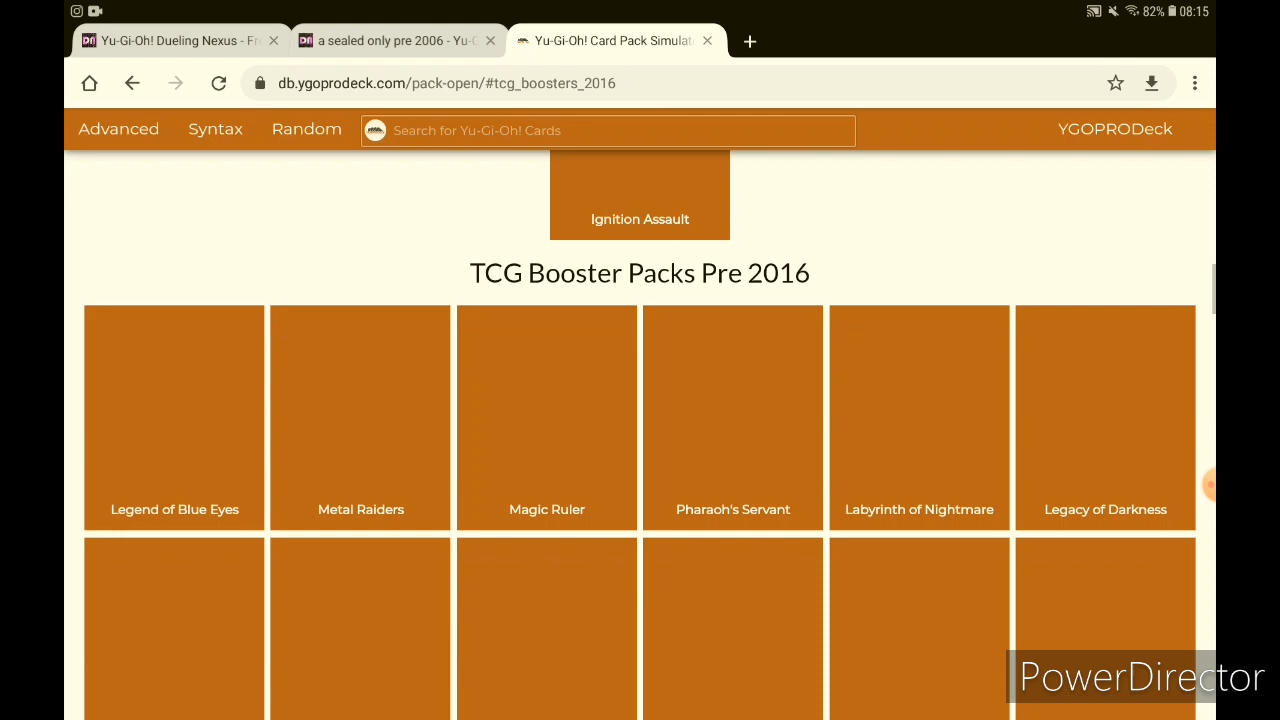 82% 08:15
Yu-Gi-Oh! Dueling Nexus - Fr
a sealed only pre 2006 - Yu-G
Yu-Gi-Oh! Card Pack Simulat
db.ygoprodeck.com/pack-open/#tcg_boosters_2016
Advanced Syntax Random Search for Yu-Gi-Oh! Cards YGOPRODeck
Ignition Assault
TCG Booster Packs Pre 2016
Legend of Blue Eyes Metal Raiders Magic Ruler Pharaoh's Servant Labyrinth of Nightmare Legacy of Darkness
PowerDirector